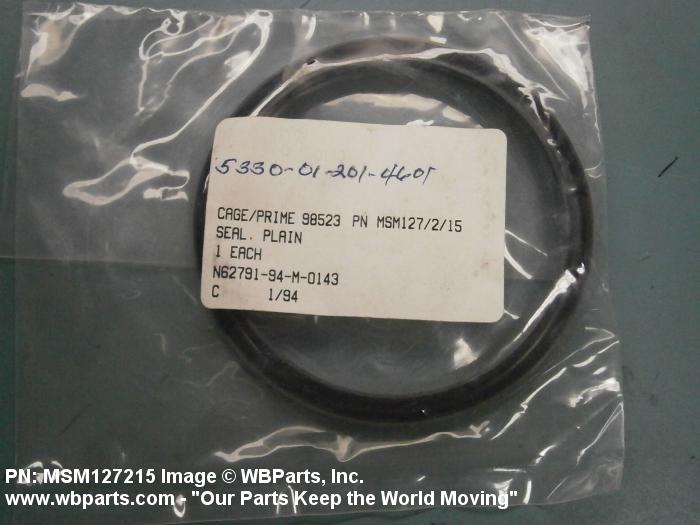 5330-01-201-4605
CAGE/PRIME 98523 PN MSM127/2/15
SEAL. PLAIN
1 EACH
N62791-94-M-0143
C 1/94
PN: MSM127215 Image © WBParts, Inc.
www.wbparts.com - "Our Parts Keep the World Moving"